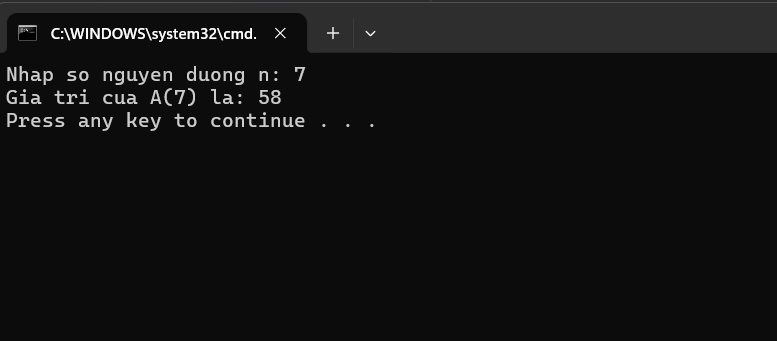 C:\WINDOWS\system32\cmd.
Nhap so nguyen duong n: 7
Gia tri cua A(7) la: 58
Press any key to continue . . .